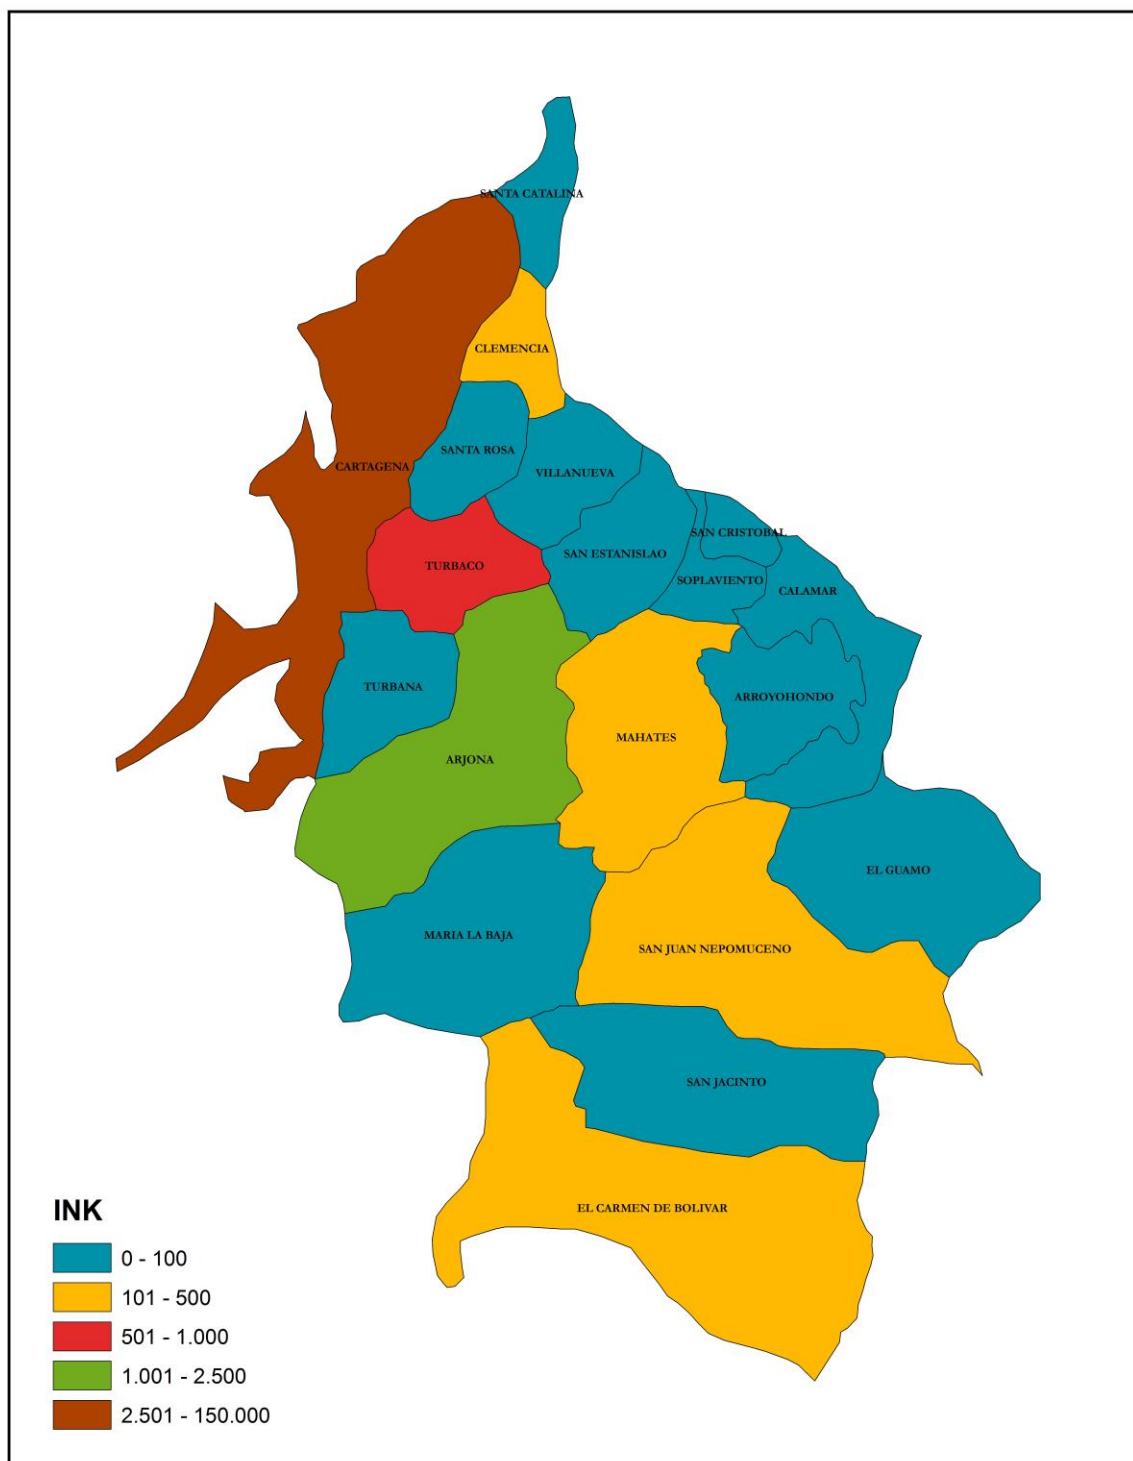 SANTA CATALINA
CLEMENCIA
SANTA ROSA
CARTAGENA
VILLANUEVA
SAN CRISTOBAL
SAN ESTANISLAO
TURBACO
SOPLAVIENTO
CALAMAR
TURBANA
ARROYOHONDO
MAHATES
ARJONA
EL GUAMO
MARIA LA BAJA
SAN JUAN NEPOMUCENO
SAN JACINTO
EL CARMEN DE BOLIVAR
INK
0 - 100
101 - 500
501 - 1.000
1.001 - 2.500
2.501 - 150.000